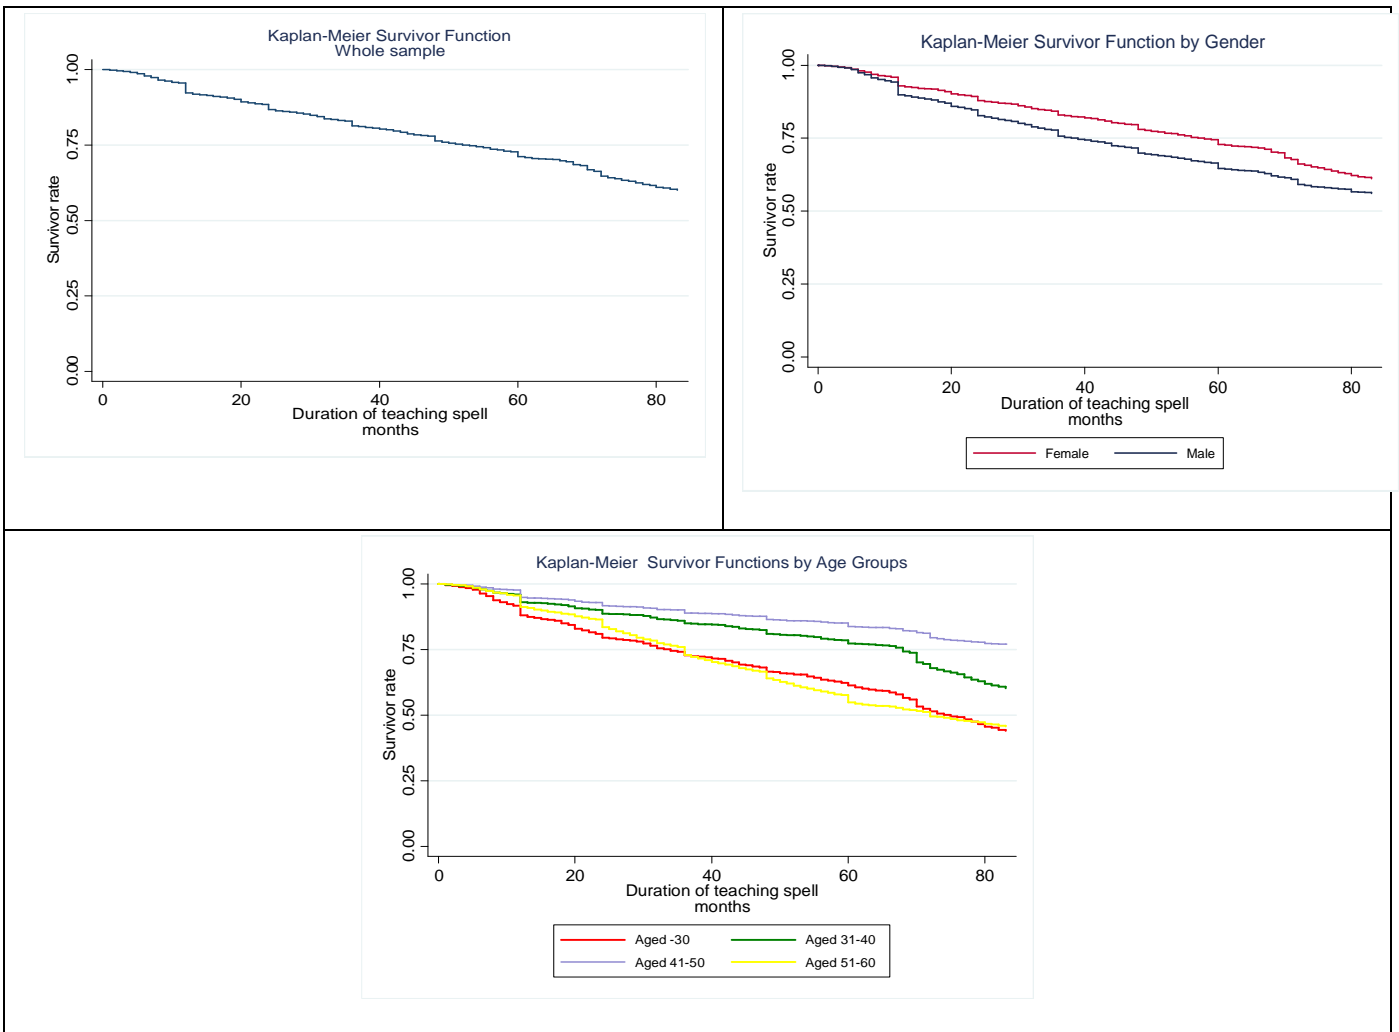 Kaplan-Meier Survivor Function
Whole sample
Survivor rate
1.00
0.75
0.50
0.25
0.00
0 20 40 60 80
Duration of teaching spell
months
Kaplan-Meier Survivor Function by Gender
Survivor rate
1.00
0.75
0.50
0.25
0.00
0 20 40 60 80
Duration of teaching spell
months
Female Male
Kaplan-Meier Survivor Functions by Age Groups
Survivor rate
1.00
0.75
0.50
0.25
0.00
0 20 40 60 80
Duration of teaching spell
months
Aged -30 Aged 31-40
Aged 41-50 Aged 51-60